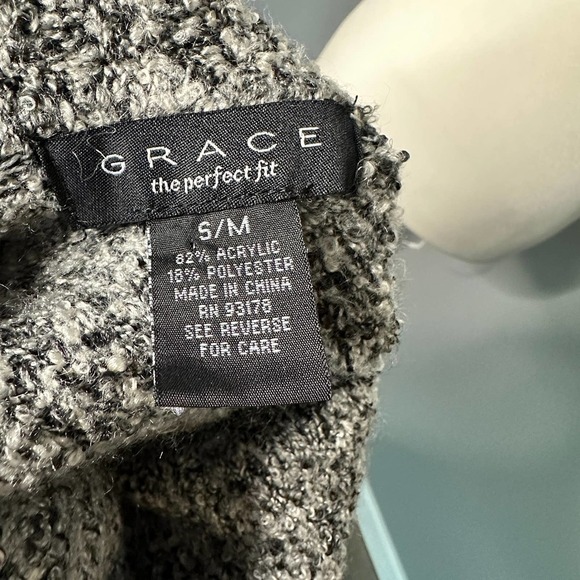 GRACE
the perfect fit
S/M
82% ACRYLIC
18% POLYESTER
MADE IN CHINA
RN 93178
SEE REVERSE
FOR CARE